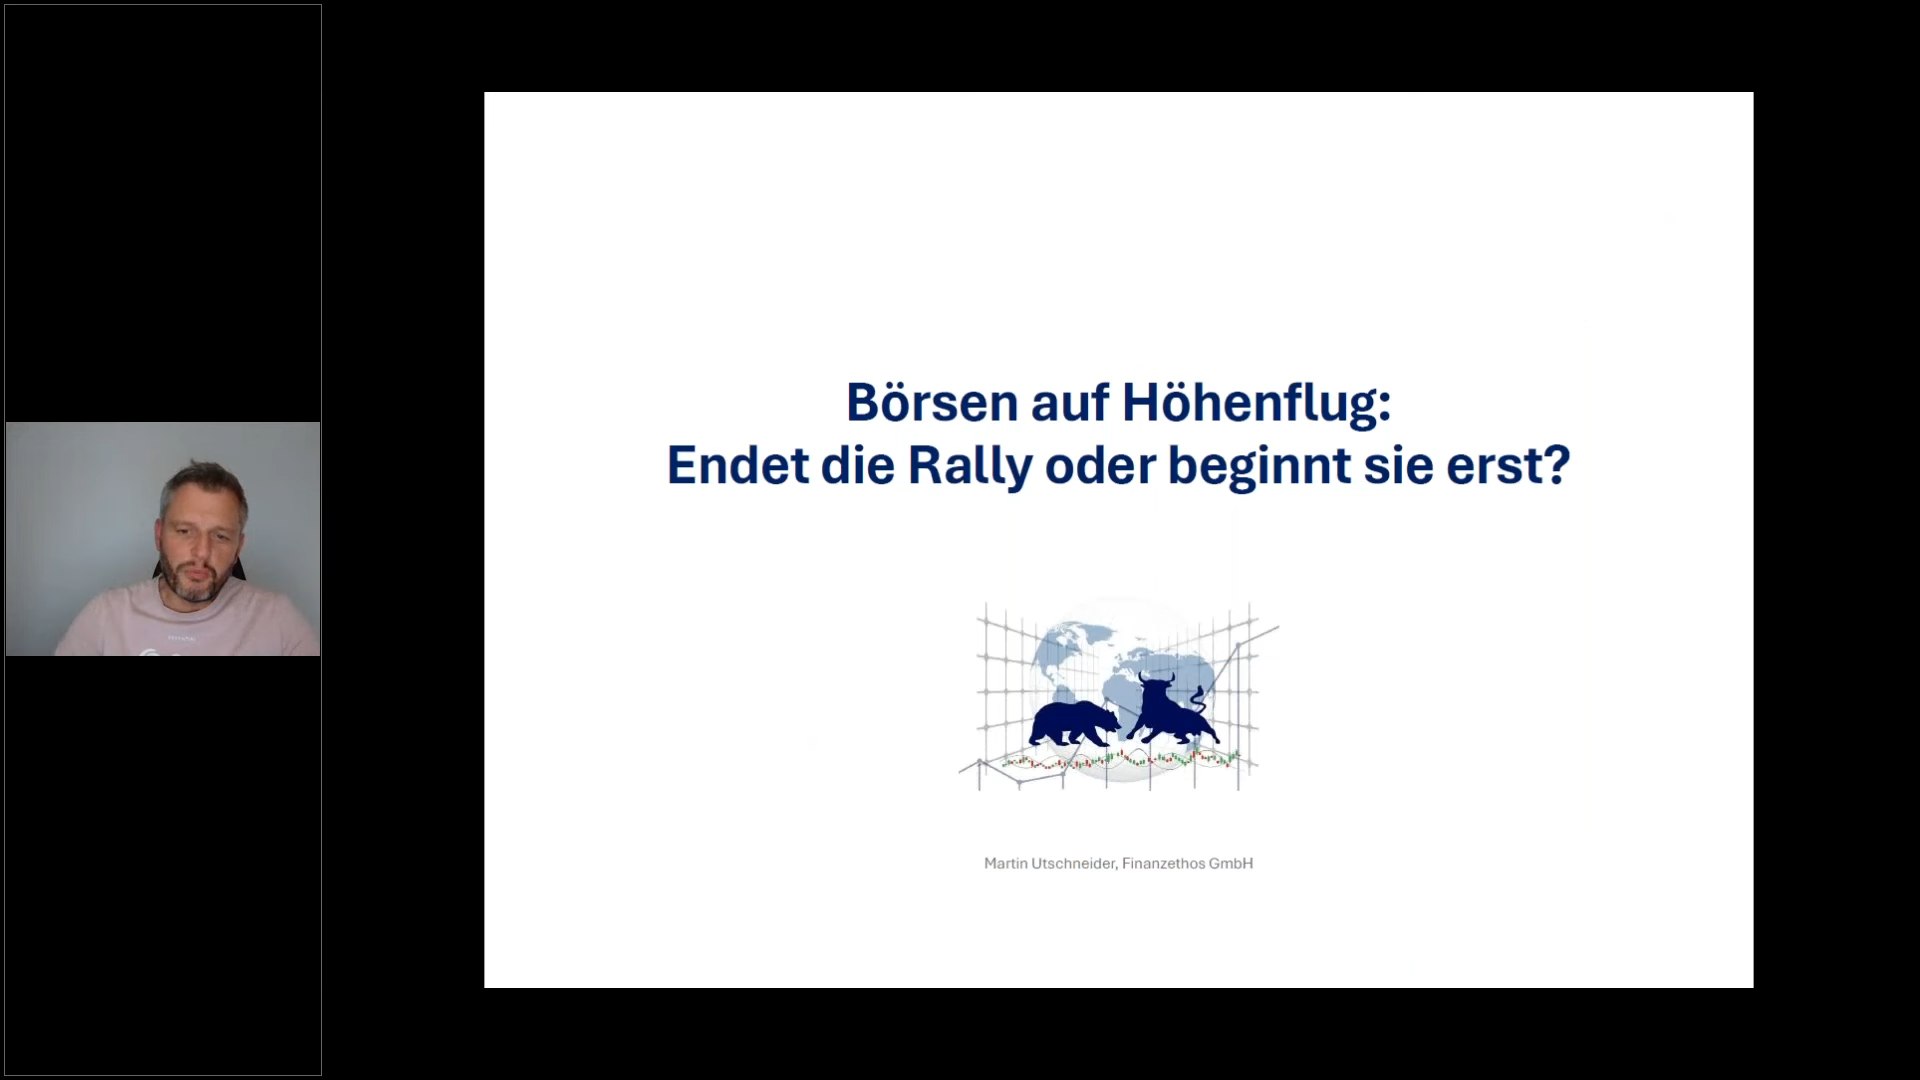 Börsen auf Höhenflug:
Endet die Rally oder beginnt sie erst?
Martin Utschneider, Finanzethos GmbH